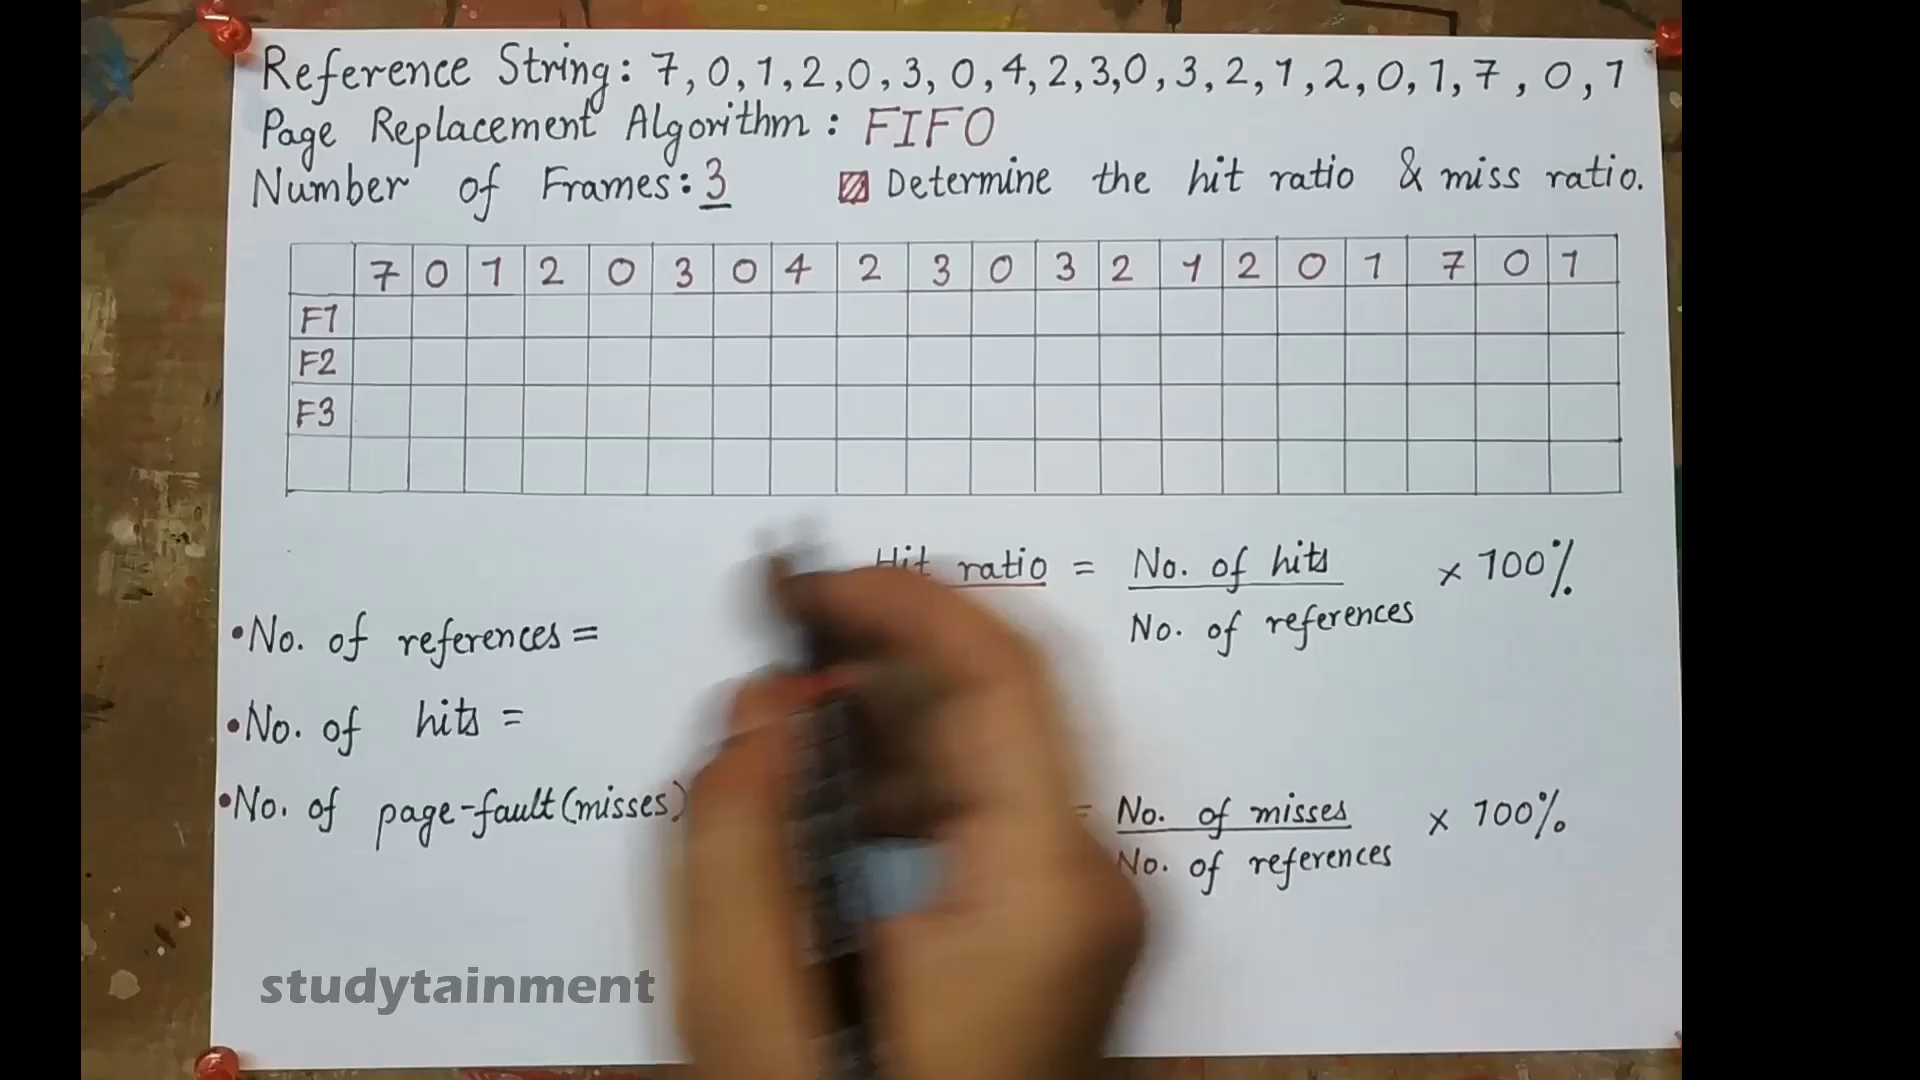 Reference String: 7, 0, 1, 2, 0, 3, 0, 4, 2, 3, 0, 3, 2, 1, 2, 0, 1, 7, 0, 1
Page Replacement Algorithm: FIFO
Number of Frames: 3
Determine the hit ratio & miss ratio.
7 0 1 2 0 3 0 4 2 3 0 3 2 1 2 0 1 7 0 1
F1
F2
F3
Hit ratio = No. of hits × 100%
No. of references
• No. of references =
• No. of hits =
• No. of page-fault (misses)
= No. of misses × 100%
No. of references
studytainment